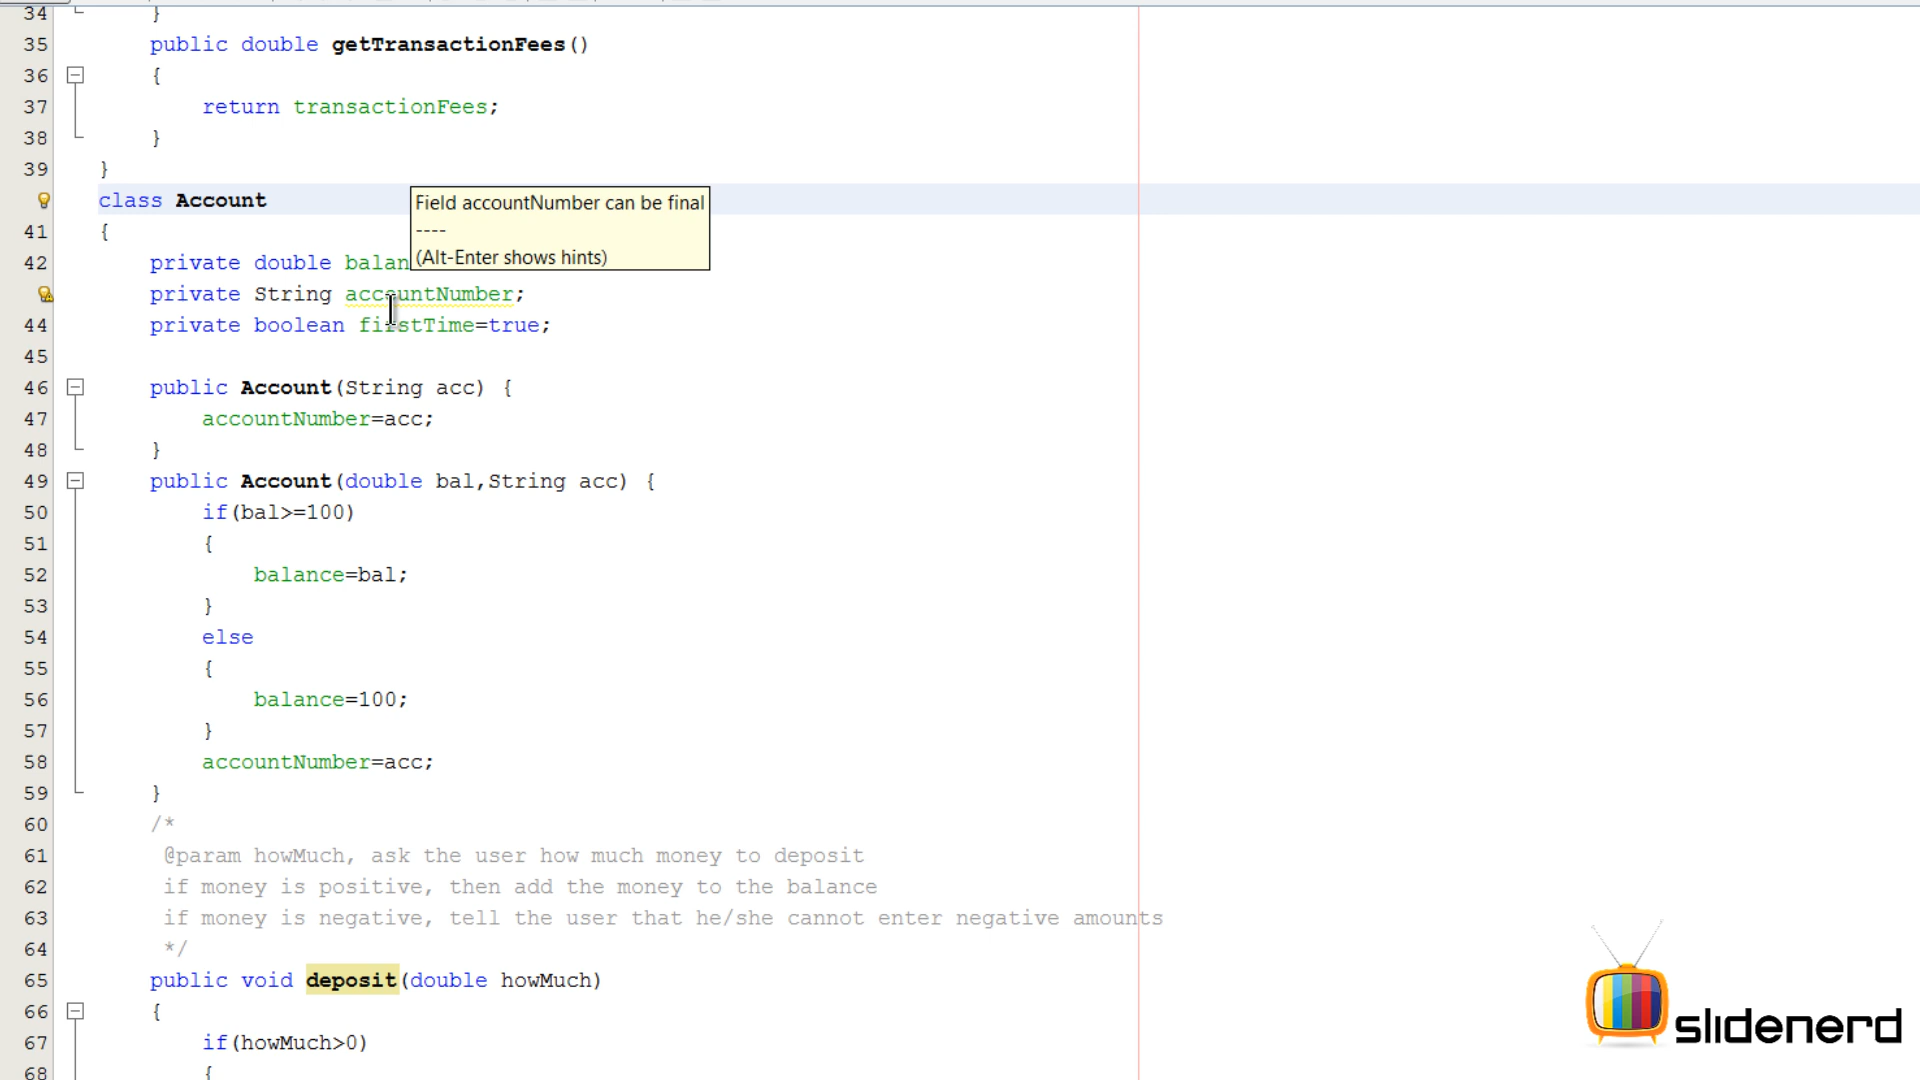 34 }
35 public double getTransactionFees()
36 {
37 return transactionFees;
38 }
39 }
class Account
Field accountNumber can be final
----
(Alt-Enter shows hints)
41 {
42 private double balan
private String accountNumber;
44 private boolean firstTime=true;
45
46 public Account(String acc) {
47 accountNumber=acc;
48 }
49 public Account(double bal,String acc) {
50 if(bal>=100)
51 {
52 balance=bal;
53 }
54 else
55 {
56 balance=100;
57 }
58 accountNumber=acc;
59 }
60 /*
61 @param howMuch, ask the user how much money to deposit
62 if money is positive, then add the money to the balance
63 if money is negative, tell the user that he/she cannot enter negative amounts
64 */
65 public void deposit(double howMuch)
66 {
67 if(howMuch>0)
68 {
slidenerd